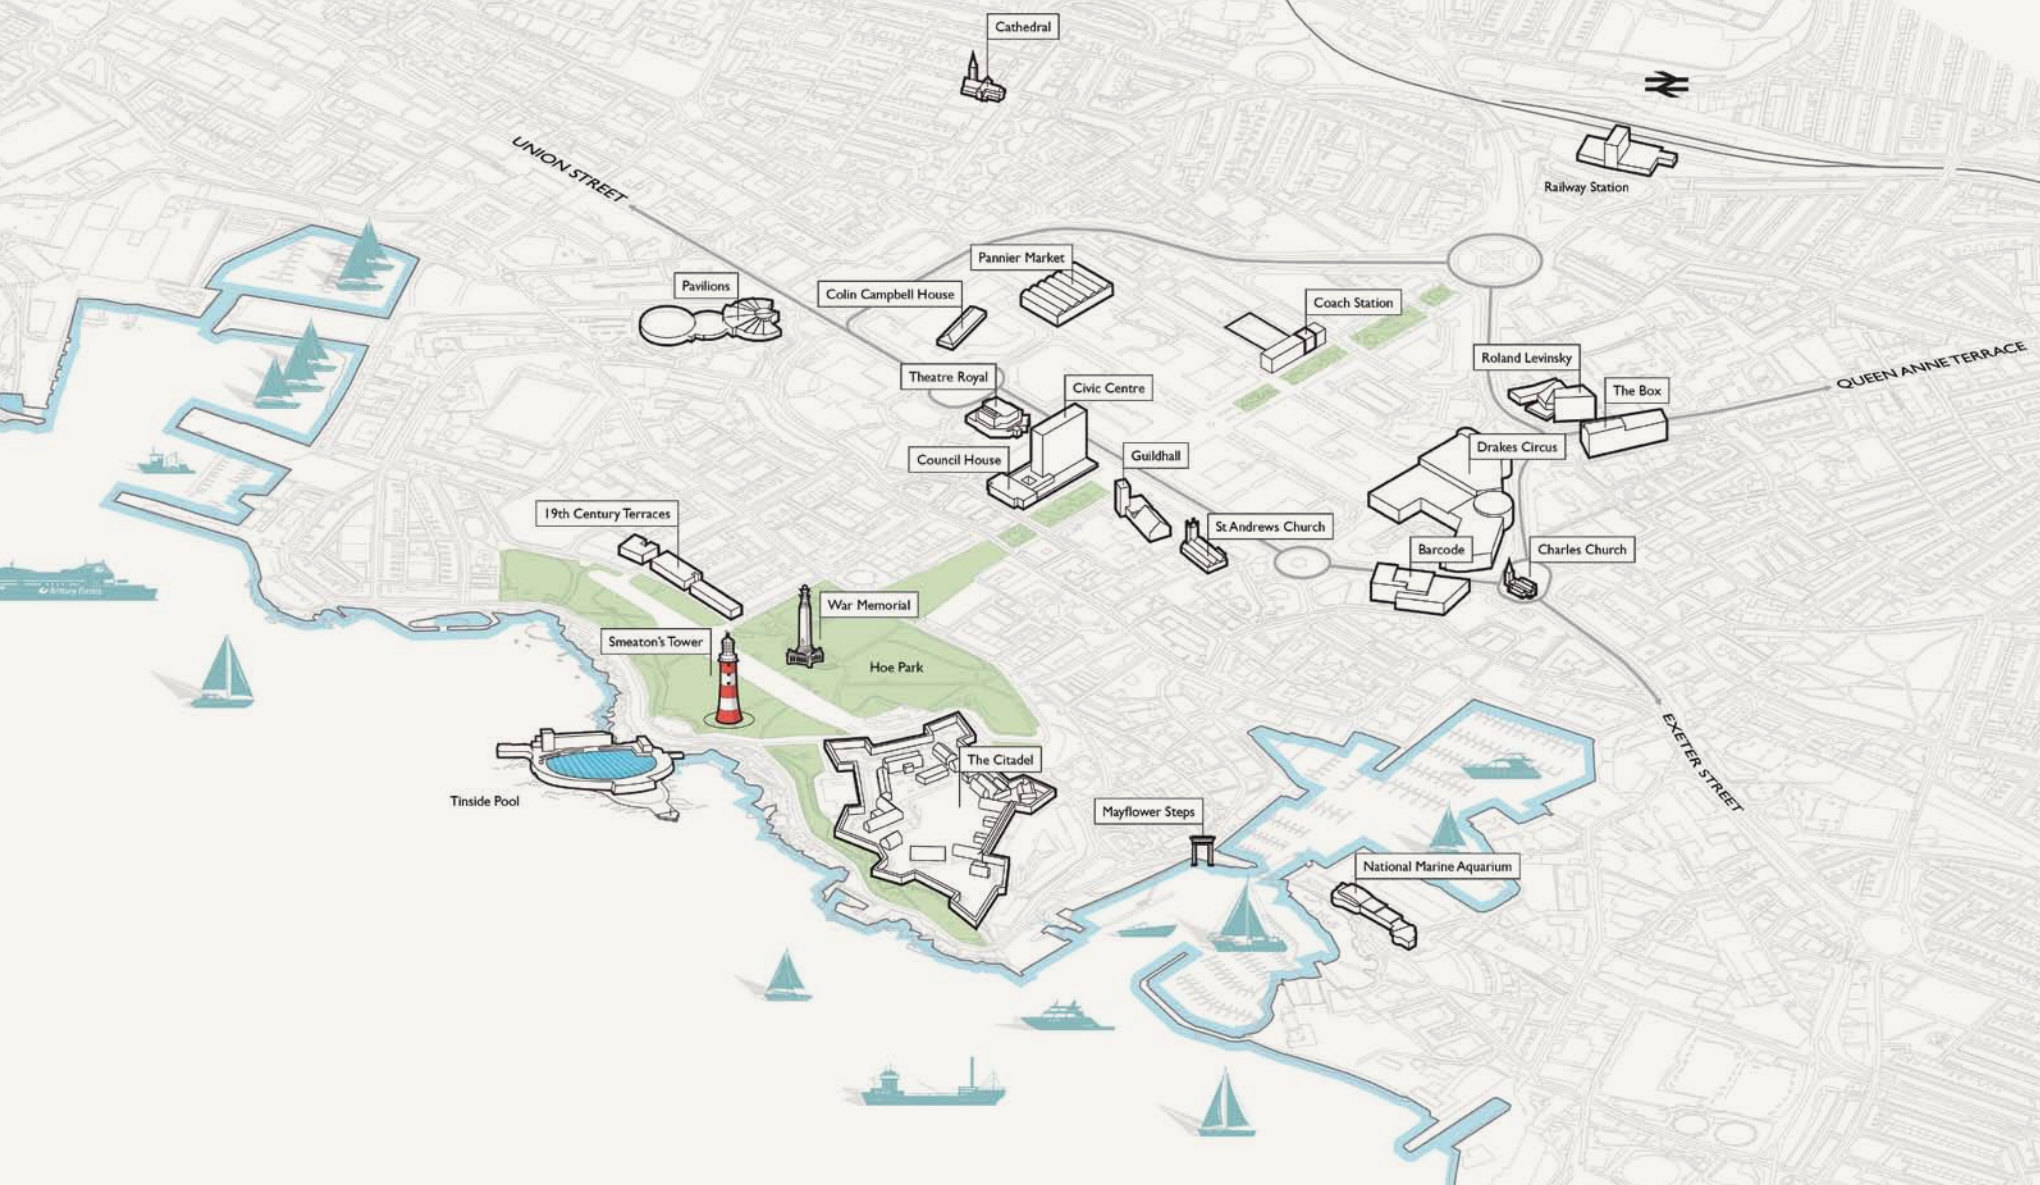 Cathedral
UNION STREET
Railway Station
Pannier Market
Pavilions
Colin Campbell House
Coach Station
Theatre Royal
Civic Centre
Roland Levinsky
The Box
QUEEN ANNE TERRACE
Council House
Guildhall
Drakes Circus
19th Century Terraces
St Andrews Church
Barcode
Charles Church
Brittany Ferries
War Memorial
Smeaton's Tower
Hoe Park
The Citadel
EXETER STREET
Tinside Pool
Mayflower Steps
National Marine Aquarium